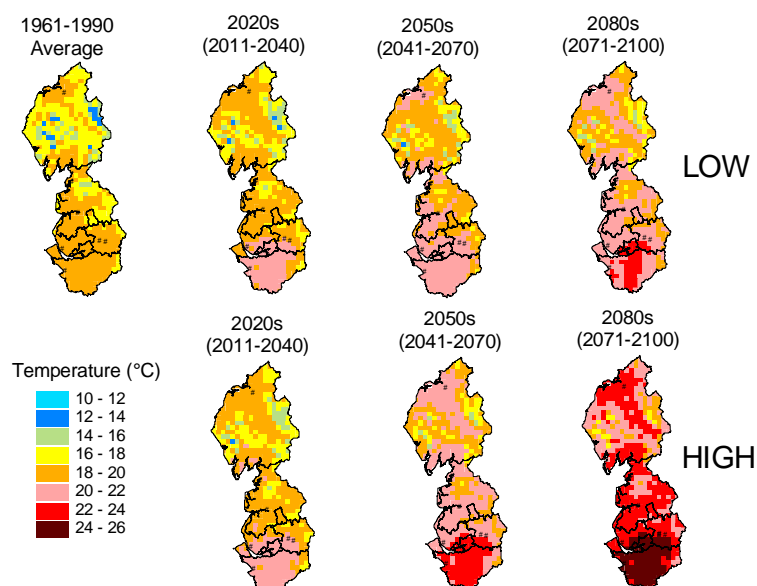 1961-1990
Average
2020s
(2011-2040)
2050s
(2041-2070)
2080s
(2071-2100)
LOW
2020s
(2011-2040)
2050s
(2041-2070)
2080s
(2071-2100)
HIGH
Temperature (°C)
10 - 12
12 - 14
14 - 16
16 - 18
18 - 20
20 - 22
22 - 24
24 - 26